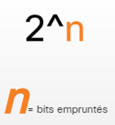 2^n
n = bits empruntés